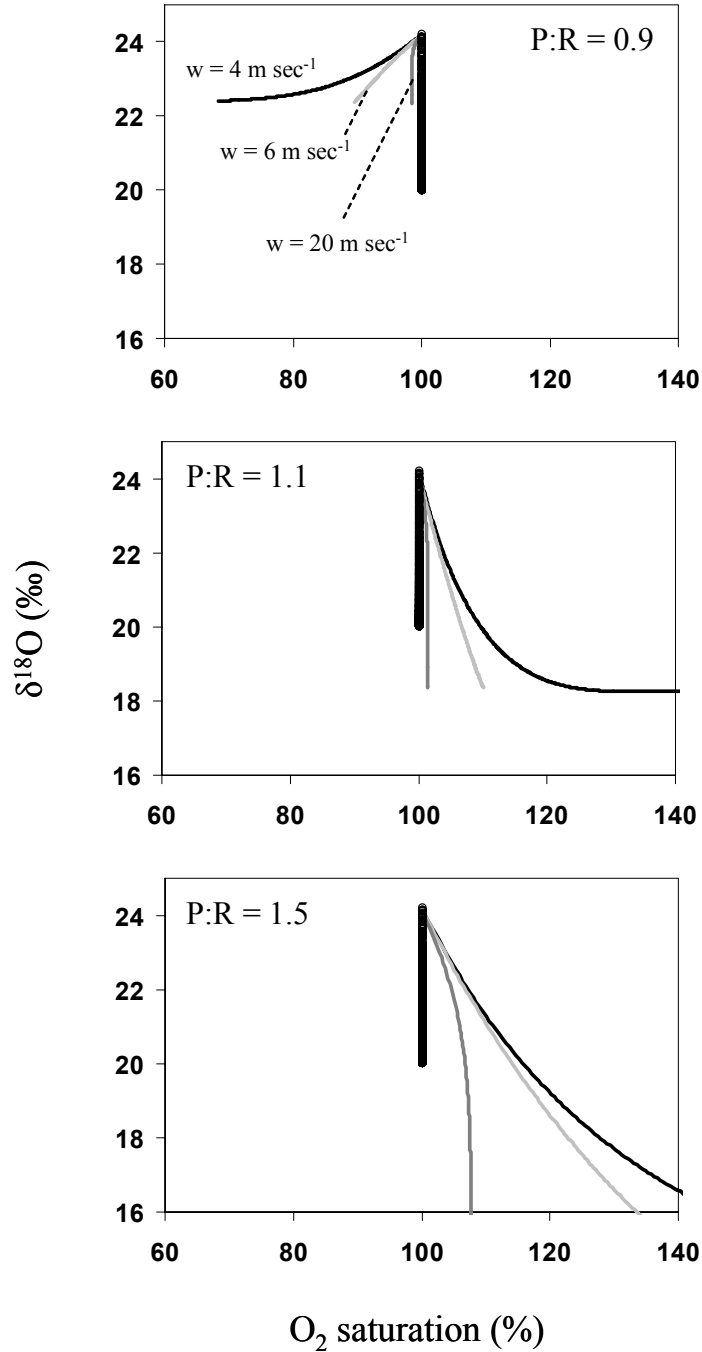 24
22
20
18
16
P:R = 0.9
w = 4 m sec-1
w = 6 m sec-1
w = 20 m sec-1
60 80 100 120 140
24
22
20
18
16
P:R = 1.1
60 80 100 120 140
δ18O (‰)
24
22
20
18
16
P:R = 1.5
60 80 100 120 140
O2 saturation (%)